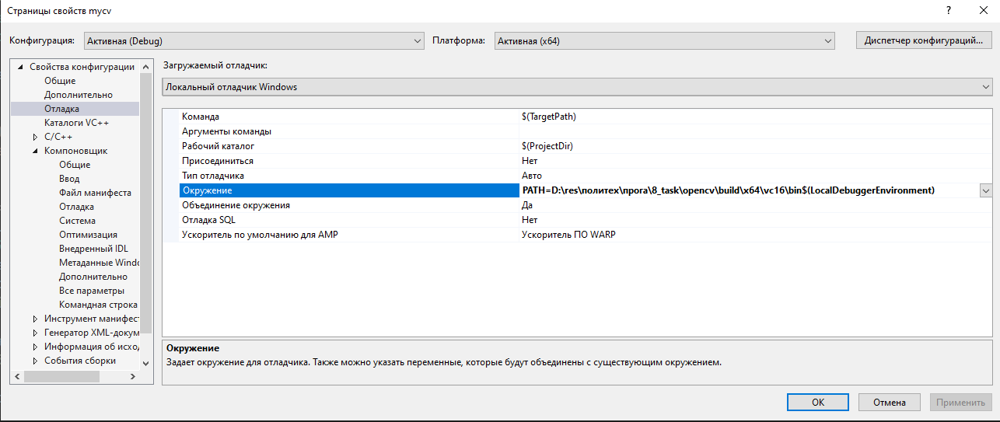 Страницы свойств mycv
Конфигурация: Активная (Debug) Платформа: Активная (x64) Диспетчер конфигураций...
Свойства конфигурации
Общие
Дополнительно
Отладка
Каталоги VC++
C/C++
Компоновщик
Общие
Ввод
Файл манифеста
Отладка
Система
Оптимизация
Внедренный IDL
Метаданные Windo
Дополнительно
Все параметры
Командная строка
Инструмент манифест
Генератор XML-докум
Информация об исход
События сборки
Загружаемый отладчик:
Локальный отладчик Windows
Команда $(TargetPath)
Аргументы команды
Рабочий каталог $(ProjectDir)
Присоединиться Нет
Тип отладчика Авто
Окружение PATH=D:\res\политех\прога\8_task\opencv\build\x64\vc16\bin$(LocalDebuggerEnvironment)
Объединение окружения Да
Отладка SQL Нет
Ускоритель по умолчанию для AMP Ускоритель ПО WARP
Окружение
Задает окружение для отладчика. Также можно указать переменные, которые будут объединены с существующим окружением.
ОК Отмена Применить